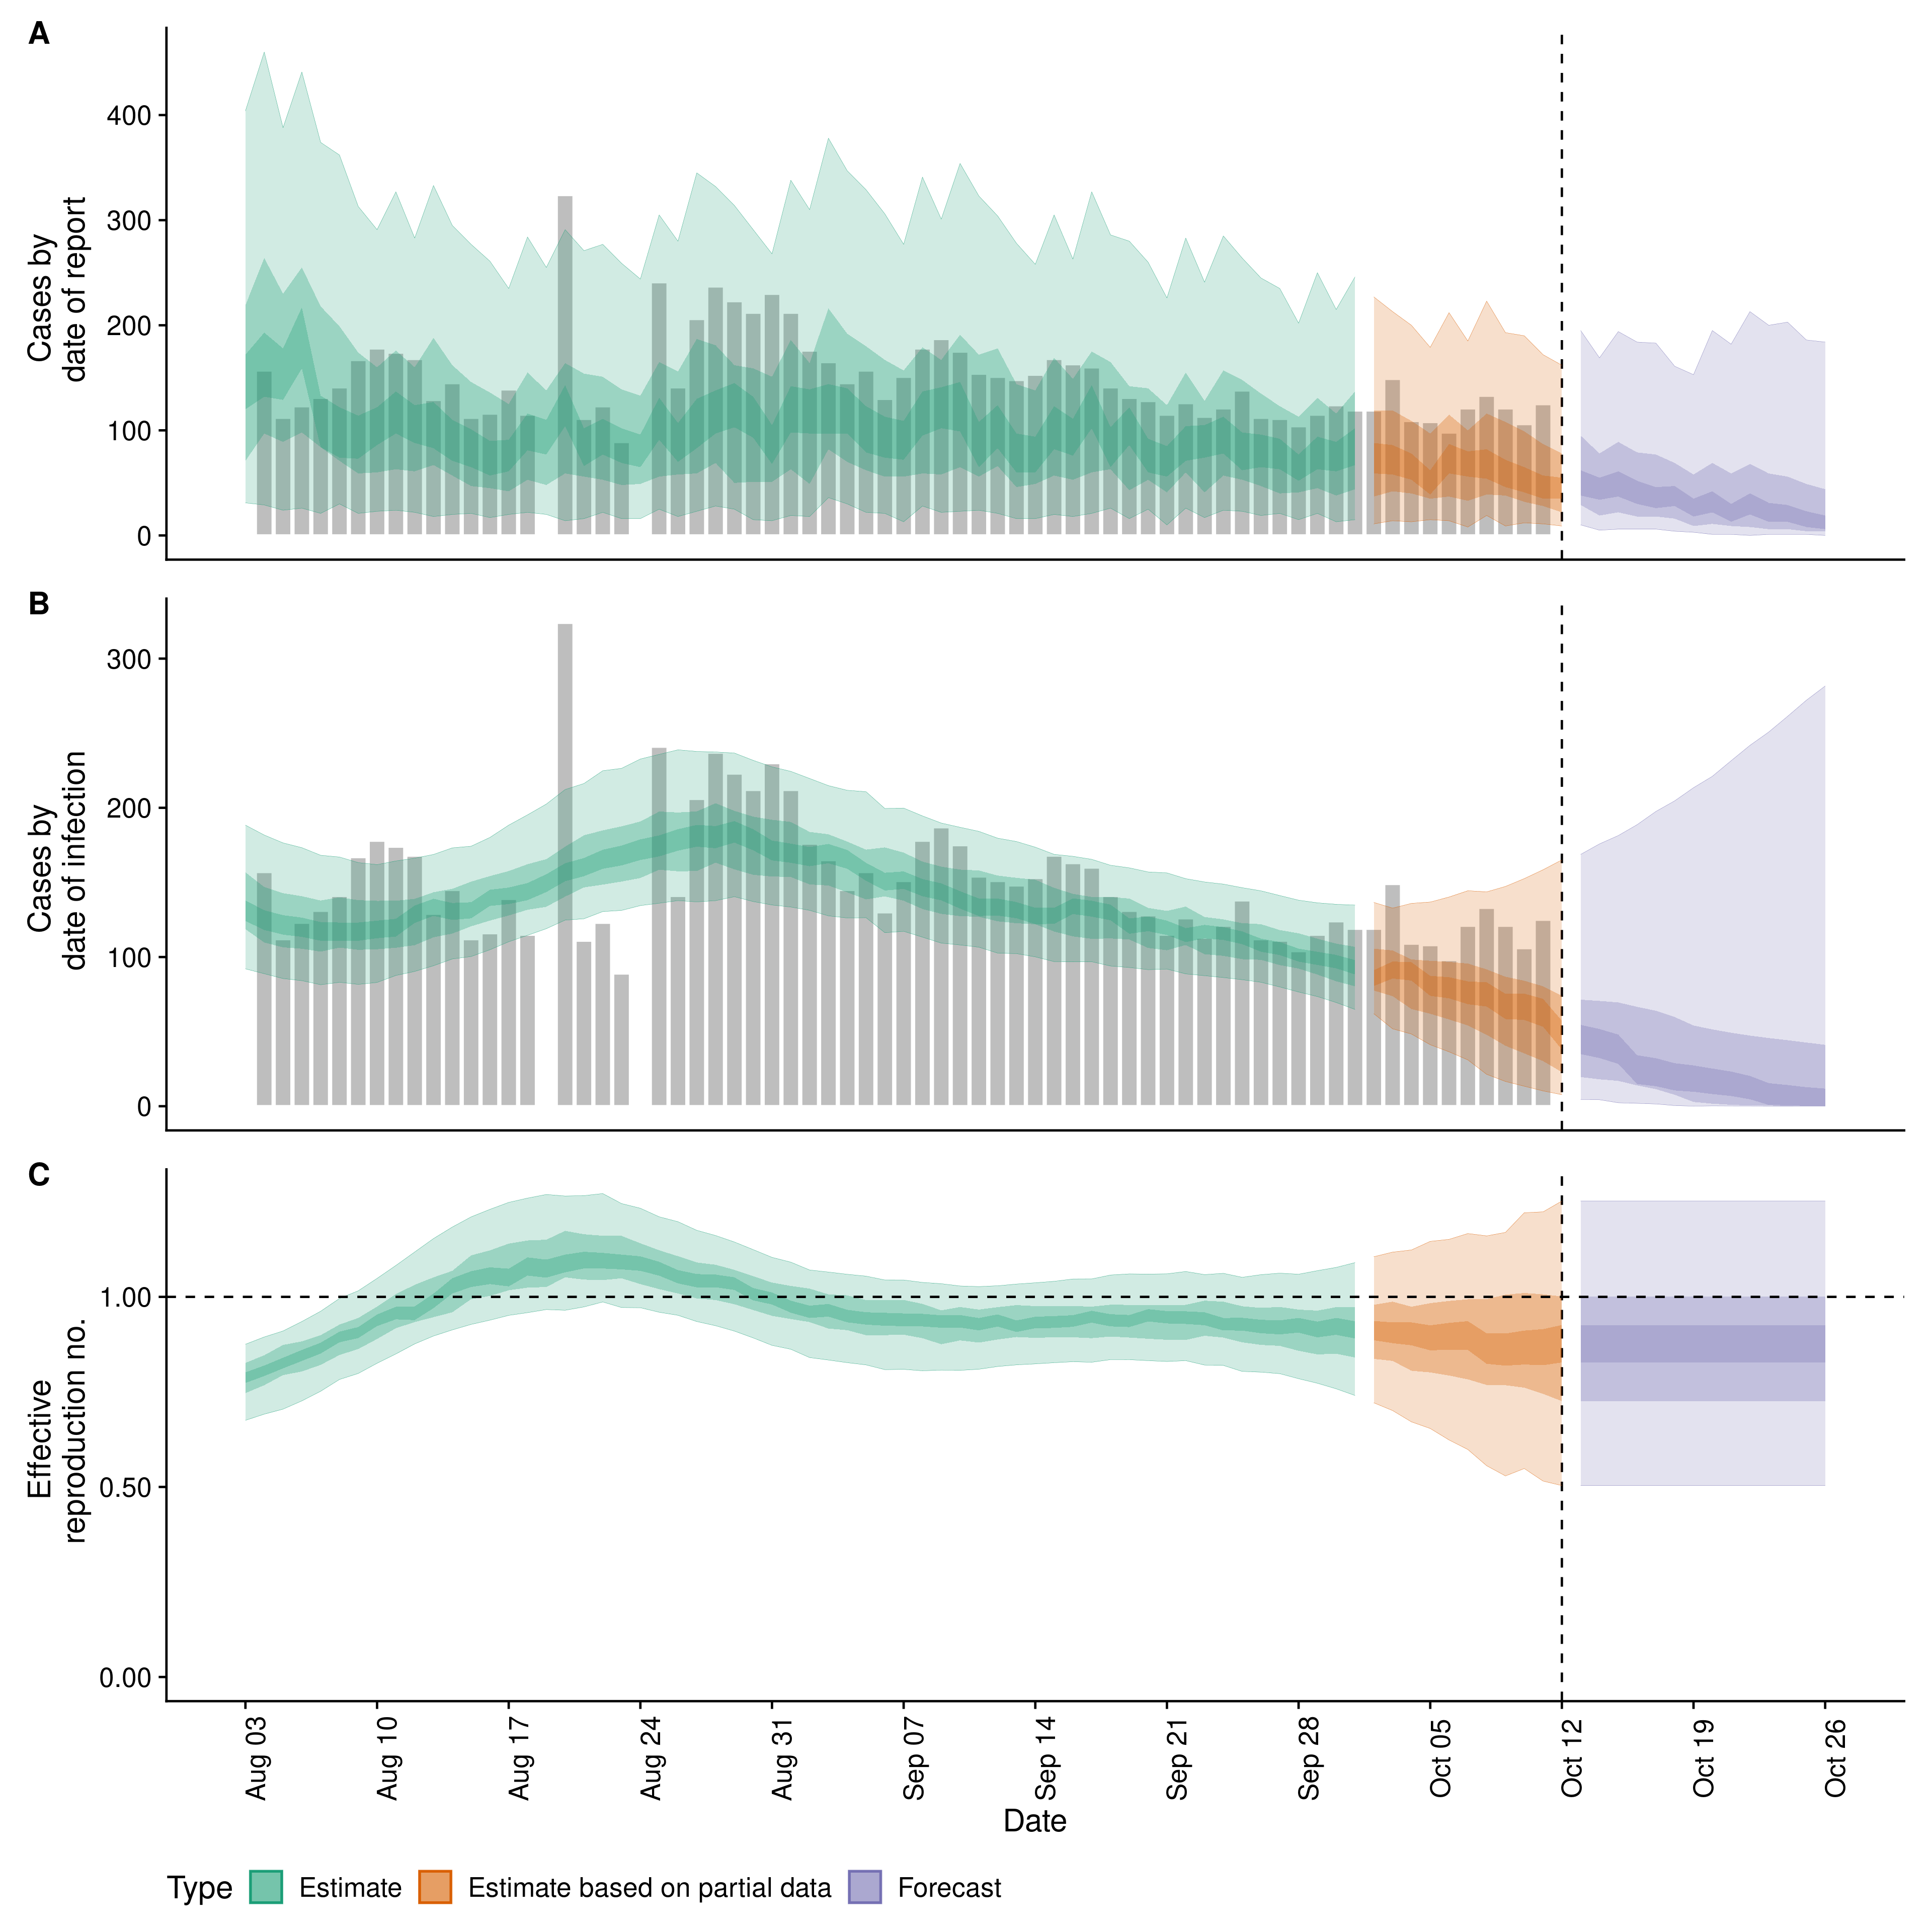 A
Cases by
date of report
400
300
200
100
0
B
Cases by
date of infection
300
200
100
0
C
Effective
reproduction no.
1.00
0.50
0.00
Aug 03
Aug 10
Aug 17
Aug 24
Aug 31
Sep 07
Sep 14
Sep 21
Sep 28
Oct 05
Oct 12
Oct 19
Oct 26
Date
Type Estimate Estimate based on partial data Forecast